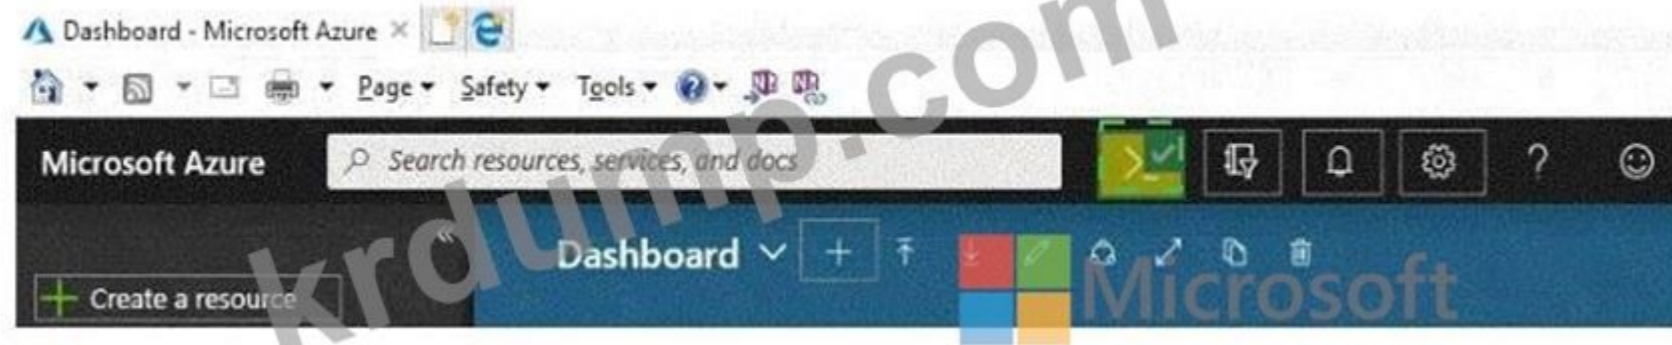 Dashboard - Microsoft Azure
Page Safety Tools
Microsoft Azure
Search resources, services, and docs
Dashboard
Create a resource
krdump.com
Microsoft